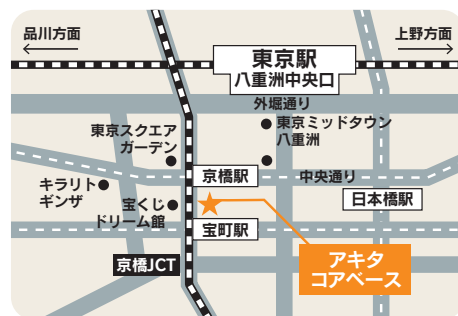 品川方面
上野方面
東京駅
八重洲中央口
外堀通り
東京スクエア
ガーデン
東京ミッドタウン
八重洲
京橋駅
中央通り
キラリト
ギンザ
宝くじ
ドリーム館
日本橋駅
宝町駅
京橋JCT
アキタ
コアベース